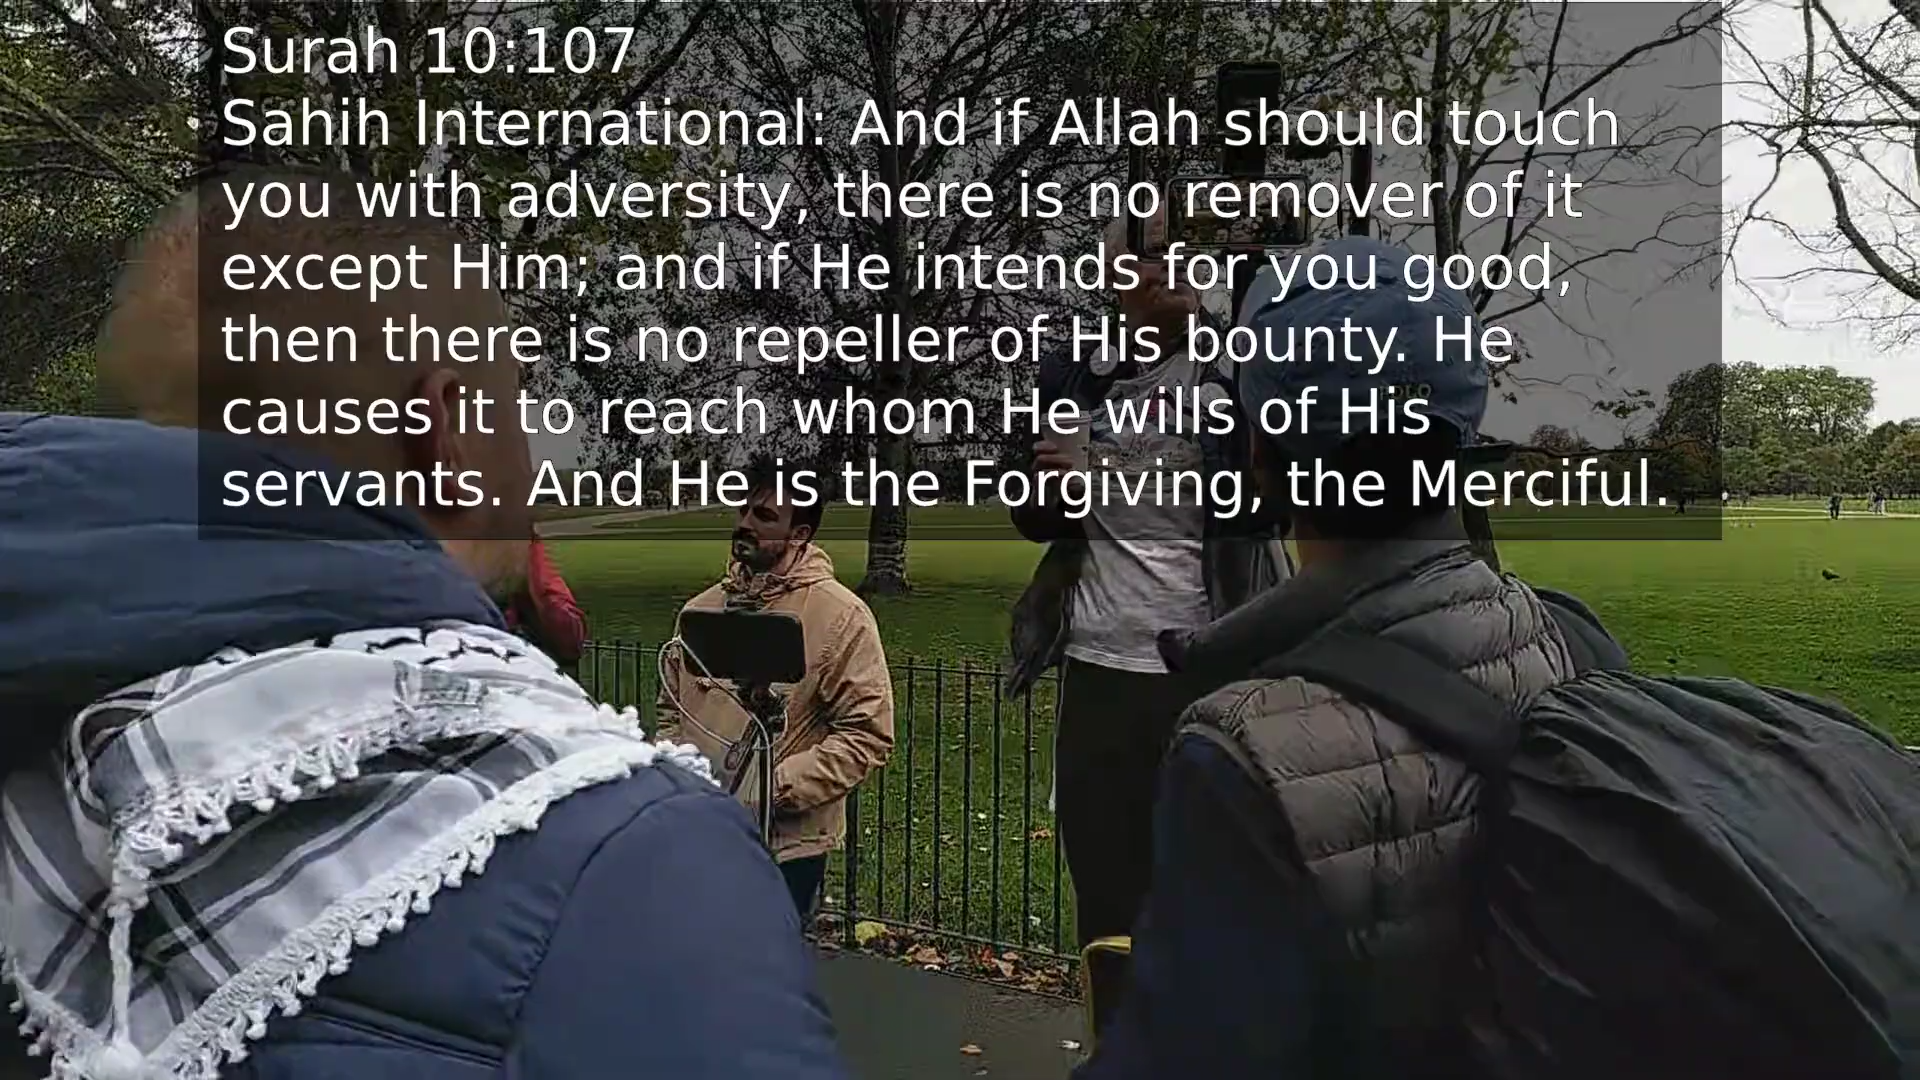 Surah 10:107
Sahih International: And if Allah should touch
you with adversity, there is no remover of it
except Him; and if He intends for you good,
then there is no repeller of His bounty. He
causes it to reach whom He wills of His
servants. And He is the Forgiving, the Merciful.